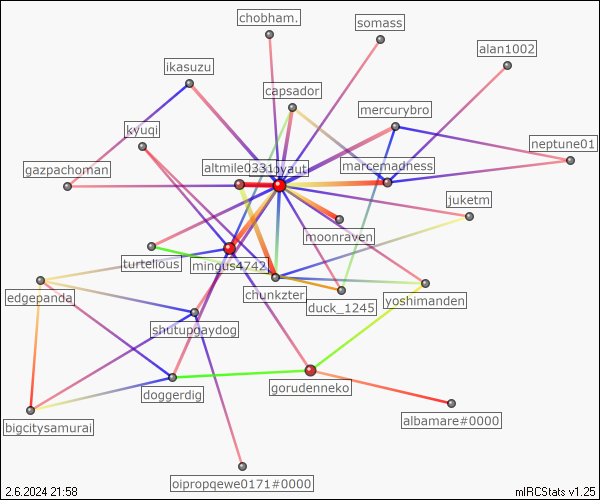 chobham.
somass
alan1002
ikasuzu
capsador
mercurybro
kyuqi
neptune01
gazpachoman
altmile0331
marcemadness
juketm
moonraven
turtellous
mingus4742
chunkzter
duck_1245
yoshimanden
edgepanda
shutupgaydog
doggerdig
gorudenneko
bigcitysamurai
albamare#0000
oipropqewe0171#0000
2.6.2024 21:58
mIRCStats v1.25